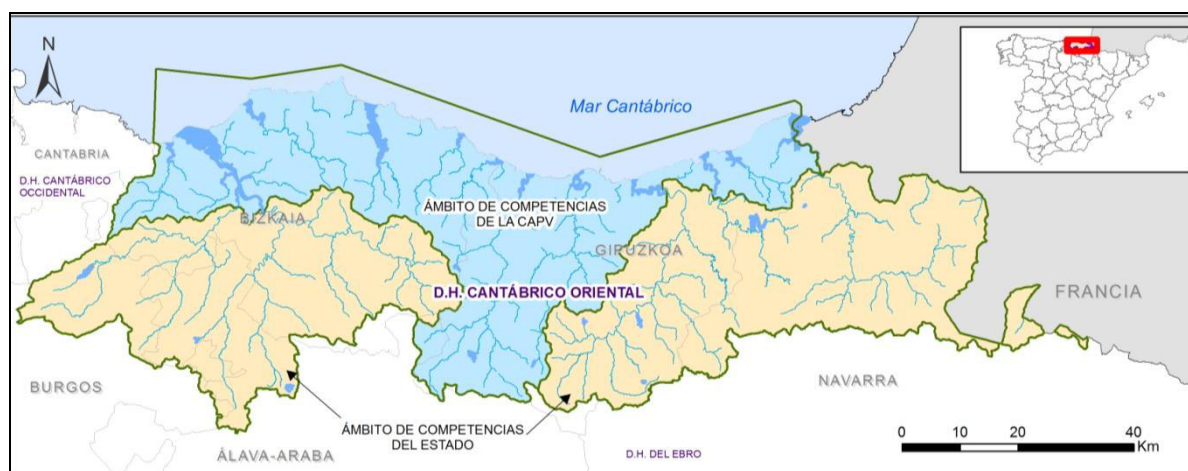 N
Mar Cantábrico
CANTABRIA
D.H. CANTÁBRICO
OCCIDENTAL
ÁMBITO DE COMPETENCIAS
DE LA CAPV
BIZKAIA
GIRUZKOA
D.H. CANTÁBRICO ORIENTAL
FRANCIA
BURGOS
NAVARRA
ÁMBITO DE COMPETENCIAS
DEL ESTADO
ÁLAVA-ARABA
D.H. DEL EBRO
0 10 20 40
Km